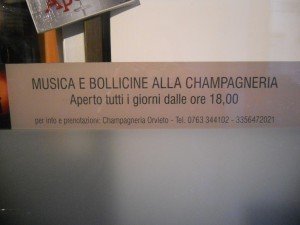 MUSICA E BOLLICINE ALLA CHAMPAGNERIA
Aperto tutti i giorni dalle ore 18,00
per info e prenotazioni: Champagneria Orvieto - Tel. 0763 344102 - 3356472021